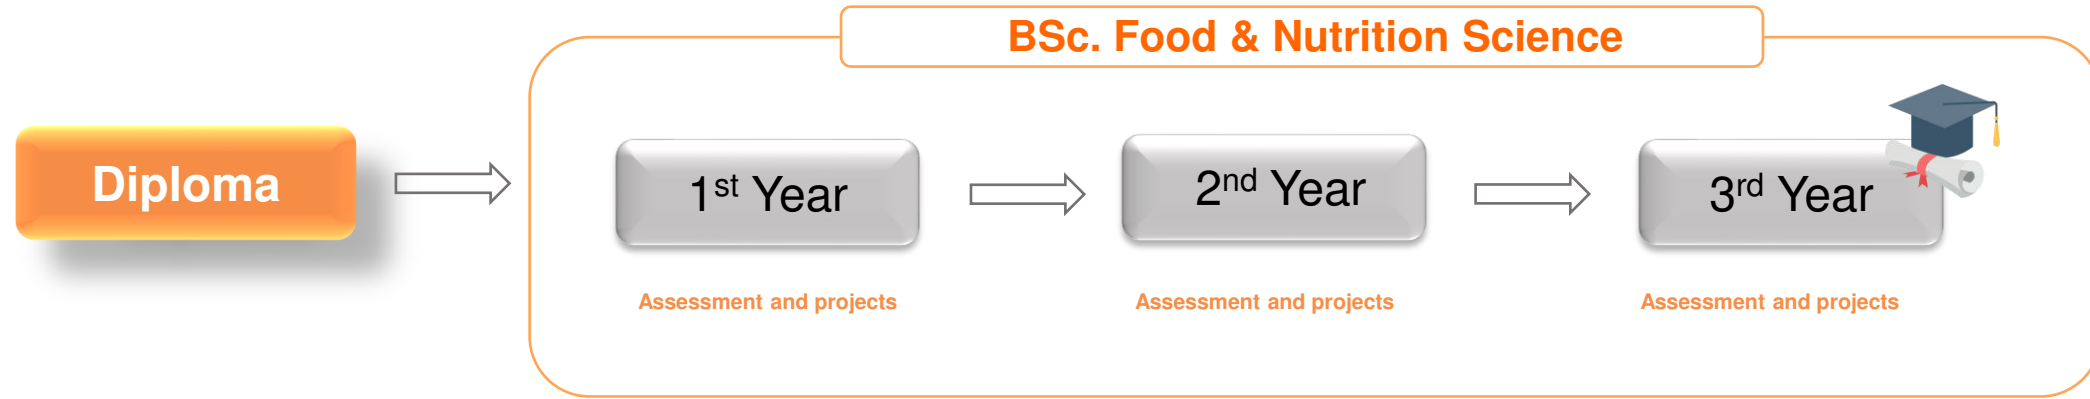 BSc. Food & Nutrition Science
Diploma
1st Year
2nd Year
3rd Year
Assessment and projects
Assessment and projects
Assessment and projects